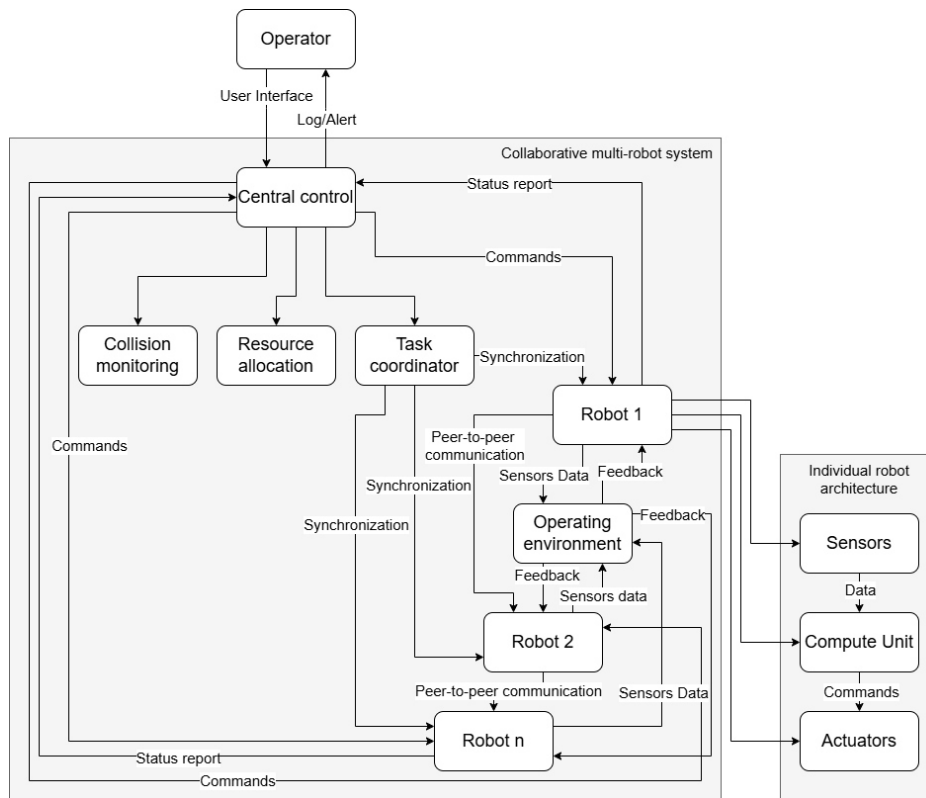 Operator
User Interface
Log/Alert
Collaborative multi-robot system
Central control
Status report
Commands
Collision
monitoring
Resource
allocation
Task
coordinator
Synchronization
Robot 1
Commands
Peer-to-peer
communication
Sensors Data
Feedback
Individual robot
architecture
Synchronization
Synchronization
Operating
environment
Feedback
Sensors
Feedback
Sensors data
Data
Robot 2
Compute Unit
Peer-to-peer communication
Sensors Data
Commands
Robot n
Actuators
Status report
Commands